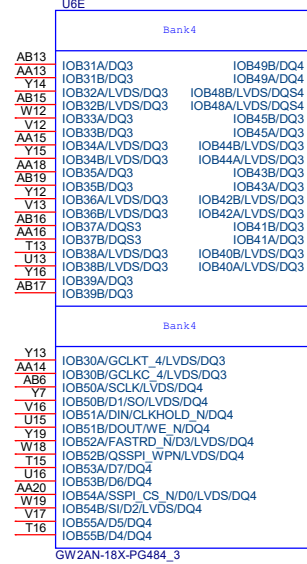 U6E
Bank4
AB13 IOB31A/DQ3 IOB49B/DQ4
AA13 IOB31B/DQ3 IOB49A/DQ4
Y14 IOB32A/LVDS/DQ3 IOB48B/LVDS/DQS4
AB15 IOB32B/LVDS/DQ3 IOB48A/LVDS/DQS4
W12 IOB33A/DQ3 IOB45B/DQ3
V12 IOB33B/DQ3 IOB45A/DQ3
AA15 IOB34A/LVDS/DQ3 IOB44B/LVDS/DQ3
Y15 IOB34B/LVDS/DQ3 IOB44A/LVDS/DQ3
AA18 IOB35A/DQ3 IOB43B/DQ3
AB19 IOB35B/DQ3 IOB43A/DQ3
Y12 IOB36A/LVDS/DQ3 IOB42B/LVDS/DQ3
V13 IOB36B/LVDS/DQ3 IOB42A/LVDS/DQ3
AB16 IOB37A/DQS3 IOB41B/DQ3
AA16 IOB37B/DQS3 IOB41A/DQ3
T13 IOB38A/LVDS/DQ3 IOB40B/LVDS/DQ3
U13 IOB38B/LVDS/DQ3 IOB40A/LVDS/DQ3
Y16 IOB39A/DQ3
AB17 IOB39B/DQ3
Bank4
Y13 IOB30A/GCLKT_4/LVDS/DQ3
AA14 IOB30B/GCLKC_4/LVDS/DQ3
AB6 IOB50A/SCLK/LVDS/DQ4
Y7 IOB50B/D1/SO/LVDS/DQ4
V16 IOB51A/DIN/CLKHOLD_N/DQ4
U15 IOB51B/DOUT/WE_N/DQ4
Y19 IOB52A/FASTRD_N/D3/LVDS/DQ4
W18 IOB52B/QSSPI_WPN/LVDS/DQ4
T15 IOB53A/D7/DQ4
U16 IOB53B/D6/DQ4
AA20 IOB54A/SSPI_CS_N/D0/LVDS/DQ4
W19 IOB54B/SI/D2/LVDS/DQ4
V17 IOB55A/D5/DQ4
T16 IOB55B/D4/DQ4
GW2AN-18X-PG484_3